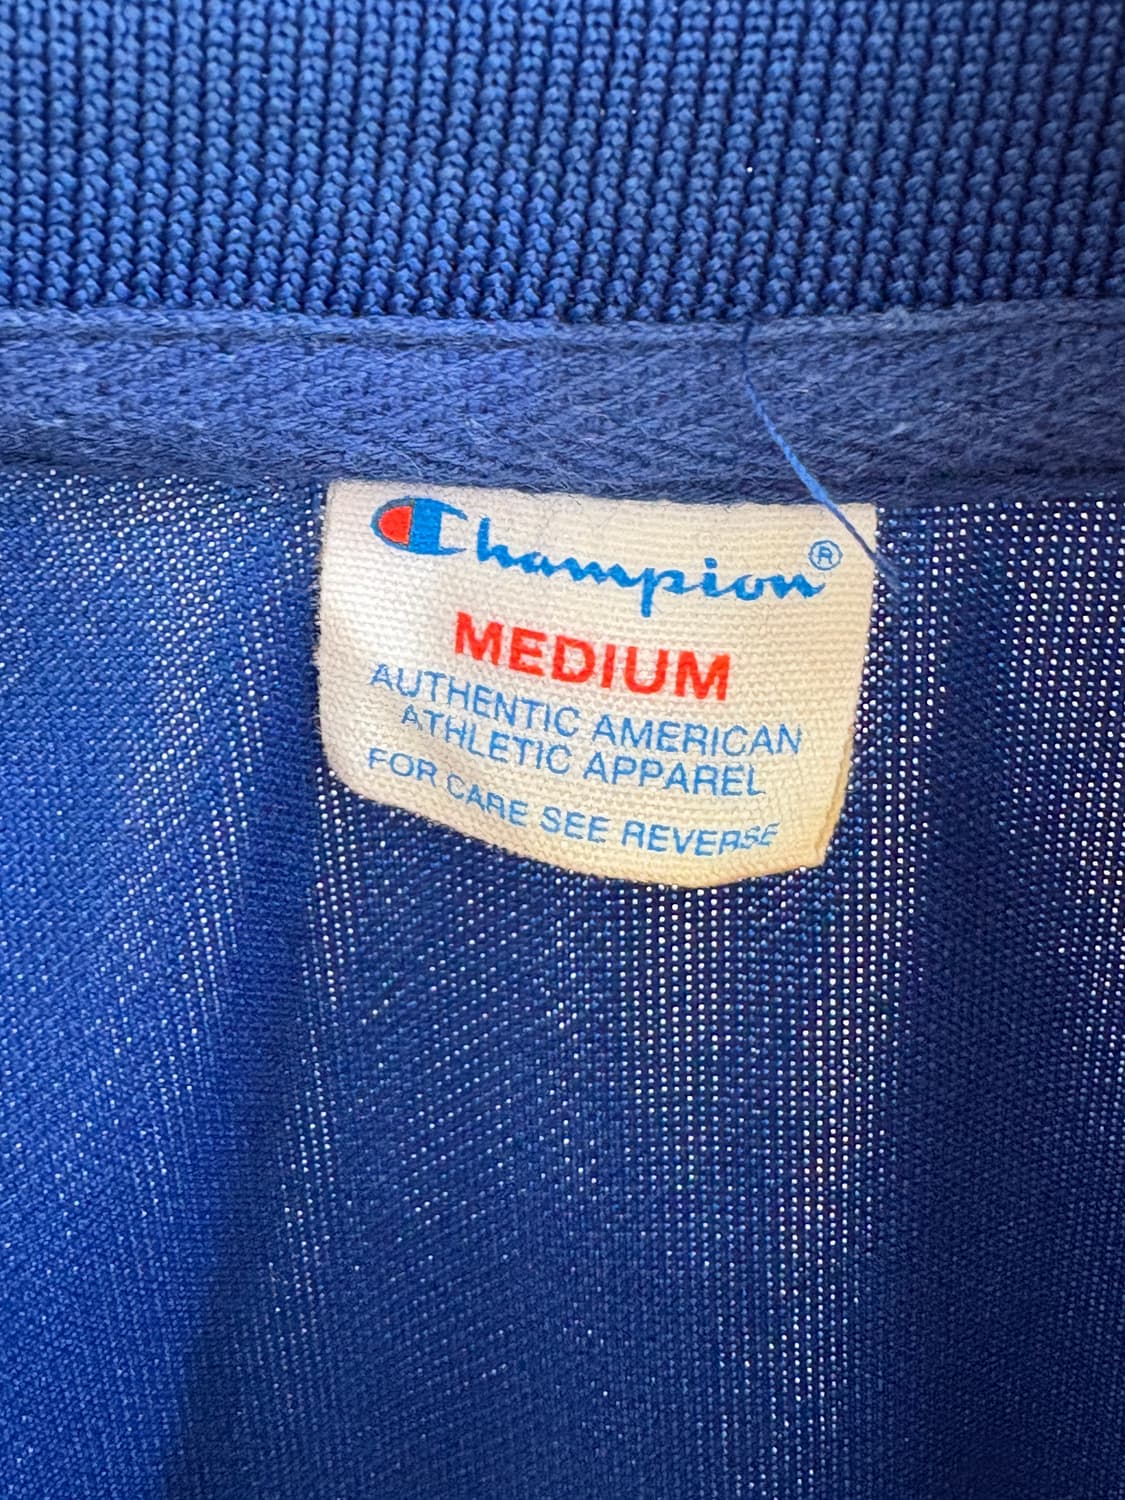 Champion®
MEDIUM
AUTHENTIC AMERICAN
ATHLETIC APPAREL
FOR CARE SEE REVERSE